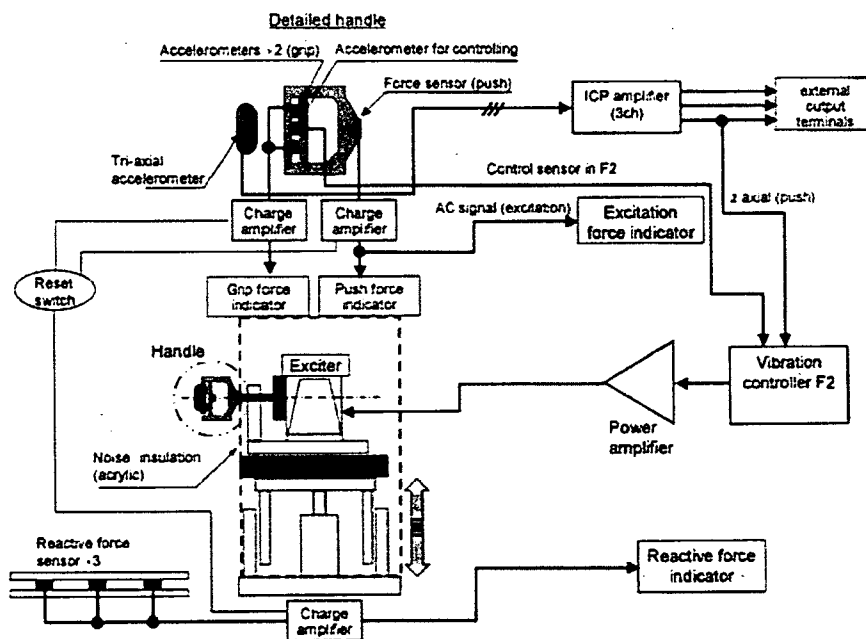 Detailed handle
Accelerometers ×2 (grip)
Accelerometer for controlling
Force sensor (push)
ICP amplifier
(3ch)
external
output
terminals
Tri-axial
accelerometer
Control sensor in F2
z axial (push)
Charge
amplifier
Charge
amplifier
AC signal (excitation)
Excitation
force indicator
Reset
switch
Grip force
indicator
Push force
indicator
Handle
Exciter
Vibration
controller F2
Power
amplifier
Noise insulation
(acrylic)
Reactive force
sensor ×3
Reactive force
indicator
Charge
amplifier